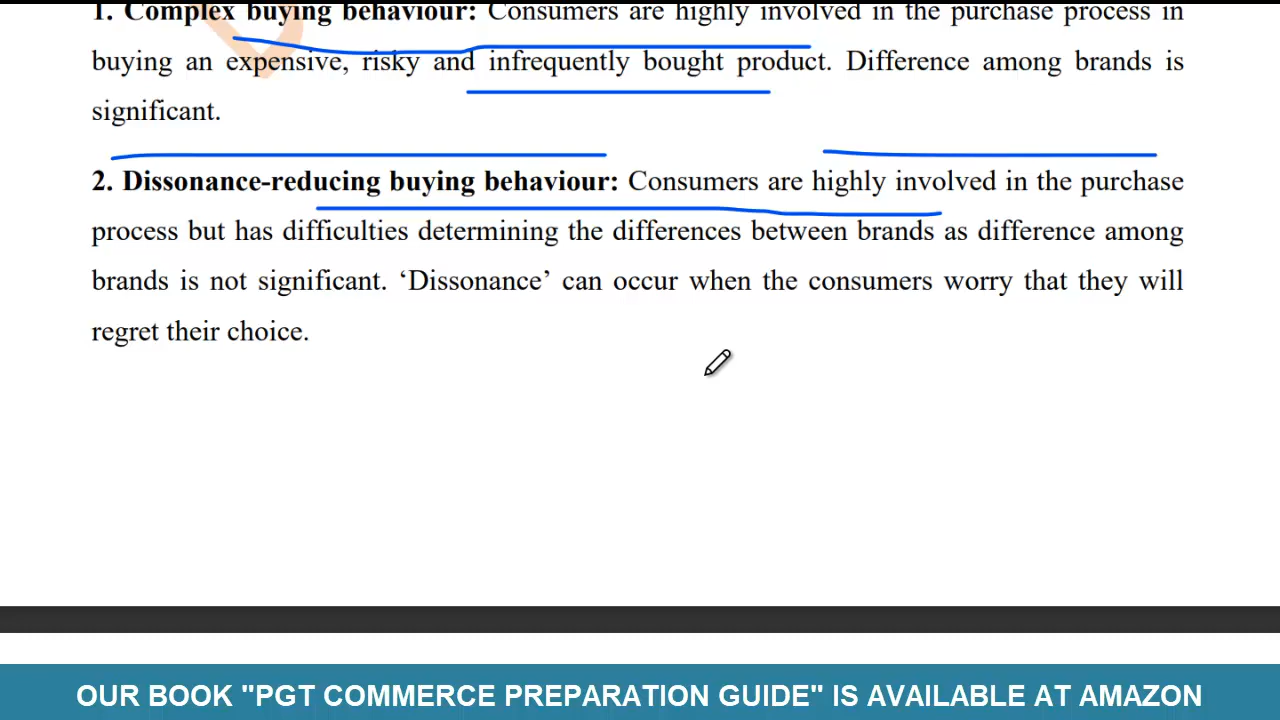 1. Complex buying behaviour: Consumers are highly involved in the purchase process in
buying an expensive, risky and infrequently bought product. Difference among brands is
significant.
2. Dissonance-reducing buying behaviour: Consumers are highly involved in the purchase
process but has difficulties determining the differences between brands as difference among
brands is not significant. ‘Dissonance’ can occur when the consumers worry that they will
regret their choice.
OUR BOOK "PGT COMMERCE PREPARATION GUIDE" IS AVAILABLE AT AMAZON